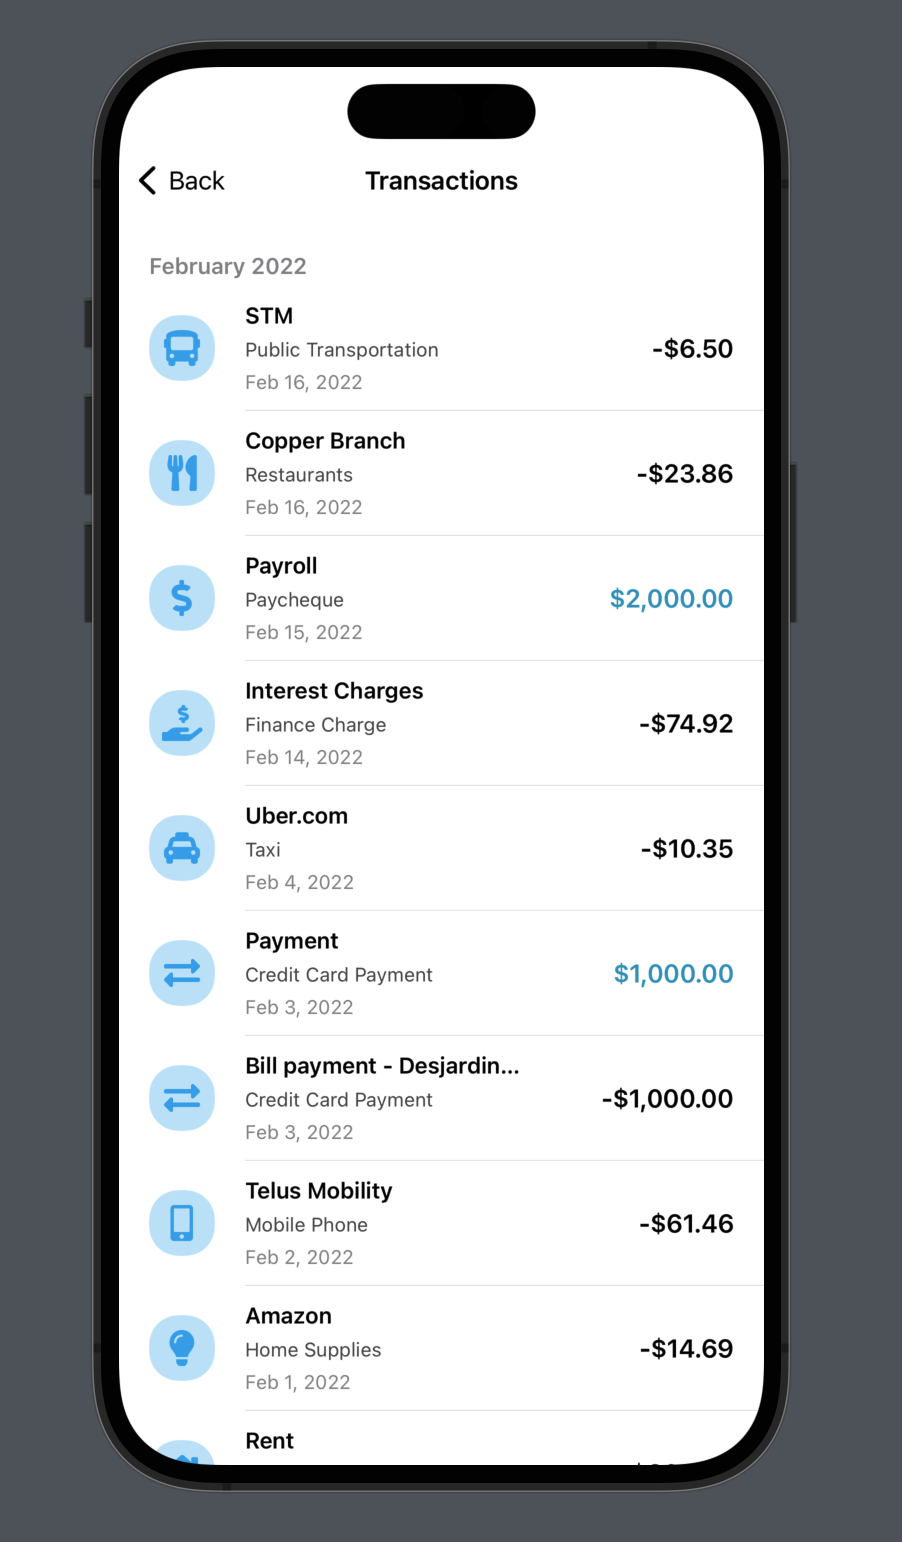 Back
Transactions
February 2022
STM
Public Transportation
Feb 16, 2022
-$6.50
Copper Branch
Restaurants
Feb 16, 2022
-$23.86
Payroll
Paycheque
Feb 15, 2022
$2,000.00
Interest Charges
Finance Charge
Feb 14, 2022
-$74.92
Uber.com
Taxi
Feb 4, 2022
-$10.35
Payment
Credit Card Payment
Feb 3, 2022
$1,000.00
Bill payment - Desjardin...
Credit Card Payment
Feb 3, 2022
-$1,000.00
Telus Mobility
Mobile Phone
Feb 2, 2022
-$61.46
Amazon
Home Supplies
Feb 1, 2022
-$14.69
Rent